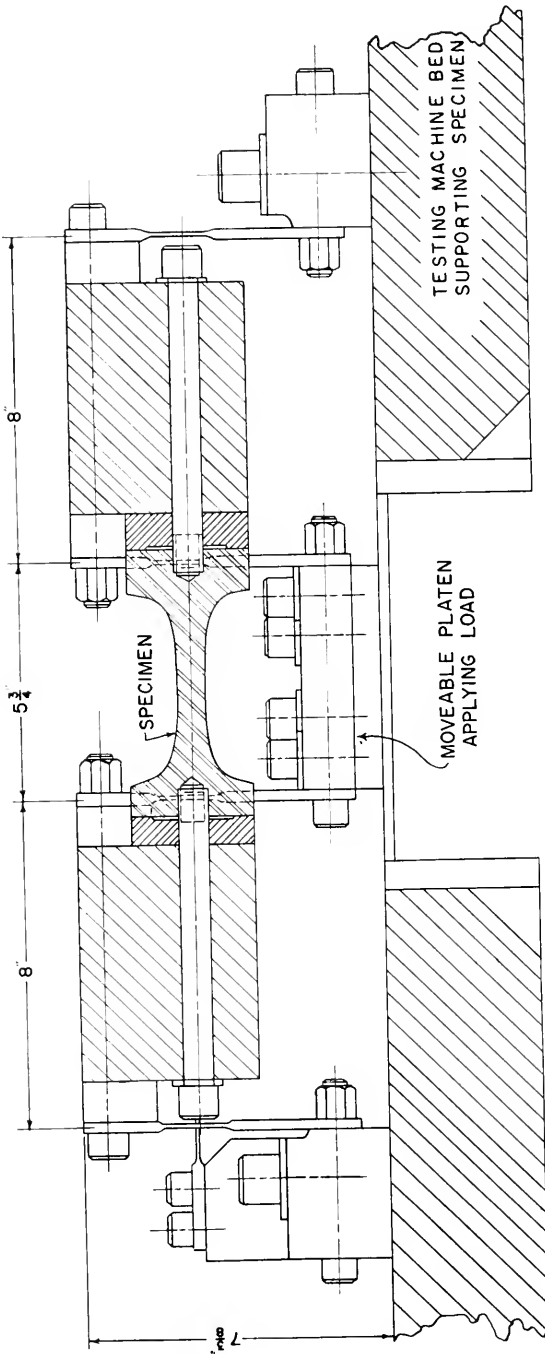 8"
5 3/4"
8"
7 3/8"
SPECIMEN
MOVEABLE PLATEN
APPLYING LOAD
TESTING MACHINE BED
SUPPORTING SPECIMEN